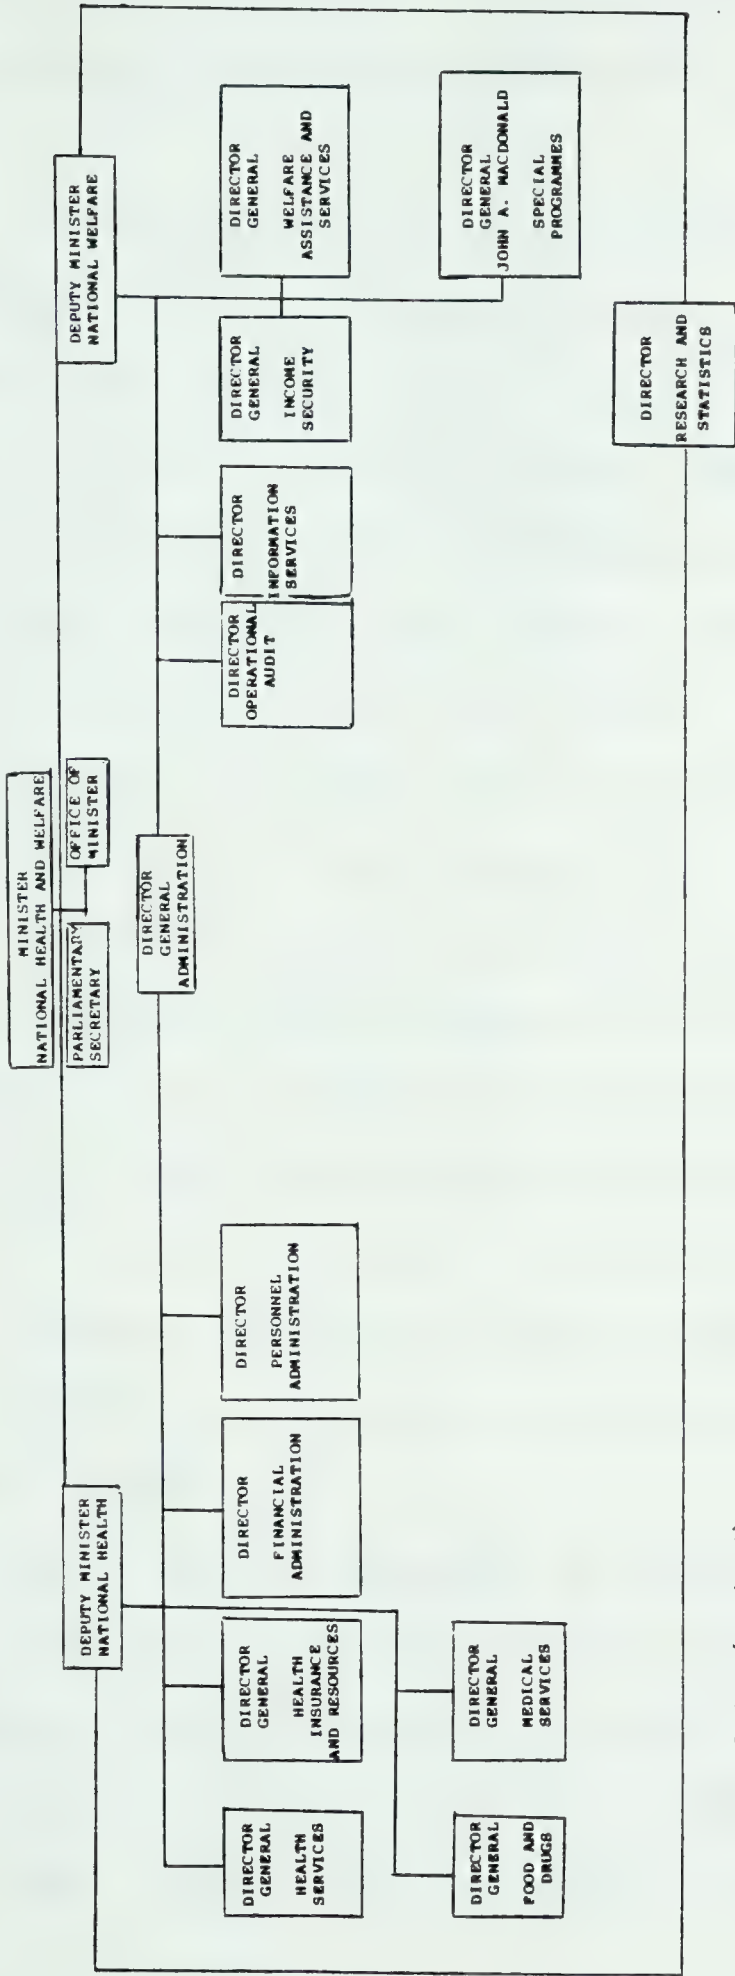 MINISTER
NATIONAL HEALTH AND WELFARE
PARLIAMENTARY
SECRETARY
OFFICE OF
MINISTER
DEPUTY MINISTER
NATIONAL HEALTH
DEPUTY MINISTER
NATIONAL WELFARE
DIRECTOR
GENERAL
ADMINISTRATION
DIRECTOR
GENERAL
HEALTH
SERVICES
DIRECTOR
GENERAL
HEALTH
INSURANCE
AND RESOURCES
DIRECTOR
FINANCIAL
ADMINISTRATION
DIRECTOR
PERSONNEL
ADMINISTRATION
DIRECTOR
OPERATIONAL
AUDIT
DIRECTOR
INFORMATION
SERVICES
DIRECTOR
GENERAL
INCOME
SECURITY
DIRECTOR
GENERAL
WELFARE
ASSISTANCE AND
SERVICES
DIRECTOR
GENERAL
FOOD AND
DRUGS
DIRECTOR
GENERAL
MEDICAL
SERVICES
DIRECTOR
GENERAL
JOHN A. MACDONALD
SPECIAL
PROGRAMMES
DIRECTOR
RESEARCH AND
STATISTICS